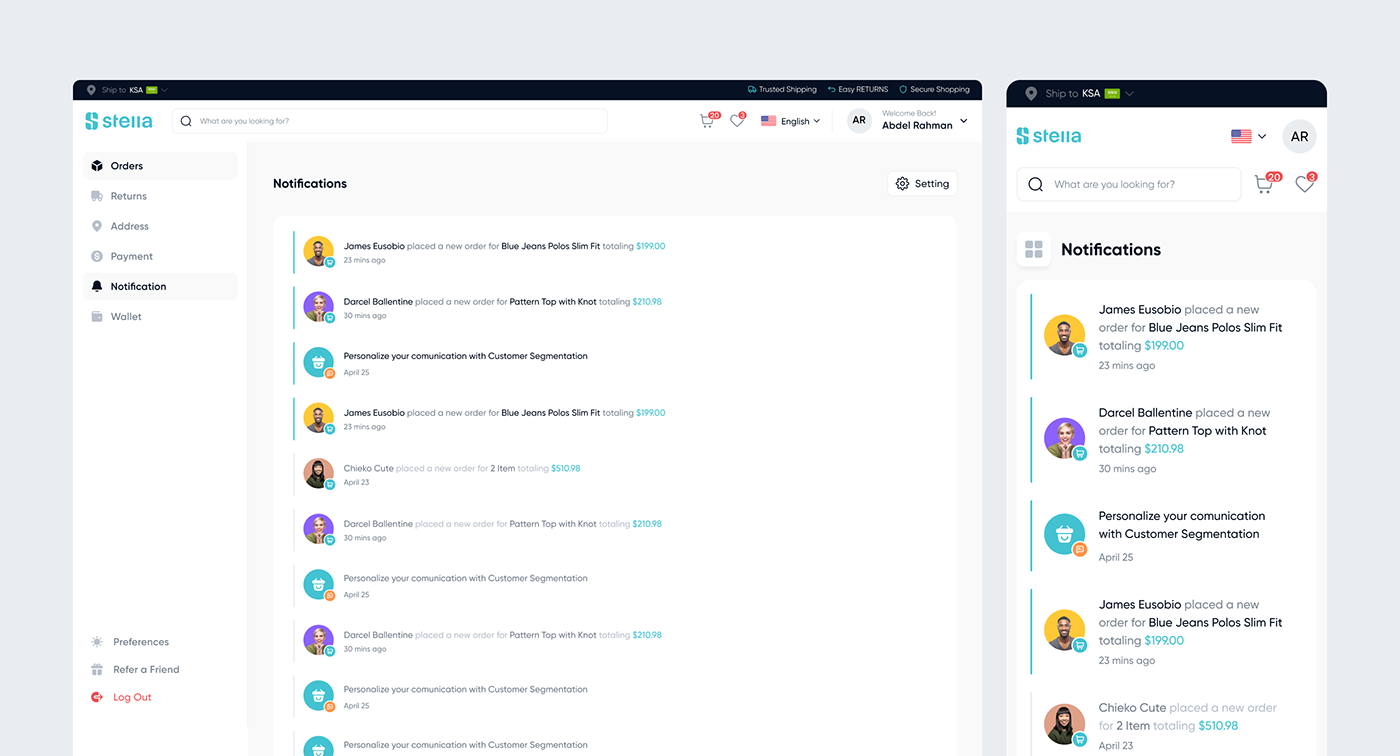 Ship to KSA
Trusted Shipping
Easy RETURNS
Secure Shopping
stella
What are you looking for?
20
3
English
AR
Welcome Back!
Abdel Rahman
Orders
Returns
Address
Payment
Notification
Wallet
Preferences
Refer a Friend
Log Out
Notifications
Setting
James Eusobio placed a new order for Blue Jeans Polos Slim Fit totaling $199.00
23 mins ago
Darcel Ballentine placed a new order for Pattern Top with Knot totaling $210.98
30 mins ago
Personalize your comunication with Customer Segmentation
April 25
James Eusobio placed a new order for Blue Jeans Polos Slim Fit totaling $199.00
23 mins ago
Chieko Cute placed a new order for 2 Item totaling $510.98
April 23
Darcel Ballentine placed a new order for Pattern Top with Knot totaling $210.98
30 mins ago
Personalize your comunication with Customer Segmentation
April 25
Darcel Ballentine placed a new order for Pattern Top with Knot totaling $210.98
30 mins ago
Personalize your comunication with Customer Segmentation
April 25
Personalize your comunication with Customer Segmentation
Ship to KSA
stella
AR
What are you looking for?
20
3
Notifications
James Eusobio placed a new
order for Blue Jeans Polos Slim Fit
totaling $199.00
23 mins ago
Darcel Ballentine placed a new
order for Pattern Top with Knot
totaling $210.98
30 mins ago
Personalize your comunication
with Customer Segmentation
April 25
James Eusobio placed a new
order for Blue Jeans Polos Slim Fit
totaling $199.00
23 mins ago
Chieko Cute placed a new order
for 2 Item totaling $510.98
April 23